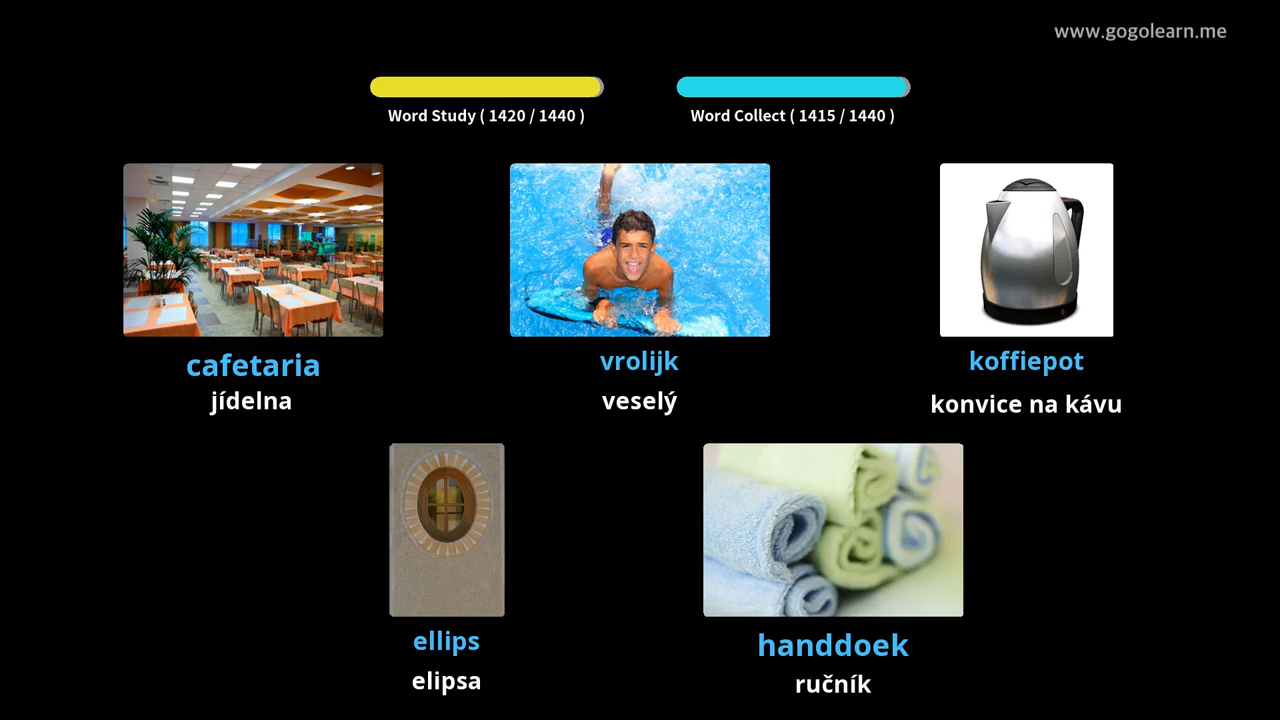 www.gogolearn.me
Word Study ( 1420 / 1440 )
Word Collect ( 1415 / 1440 )
cafetaria
jídelna
vrolijk
veselý
koffiepot
konvice na kávu
ellips
elipsa
handdoek
ručník